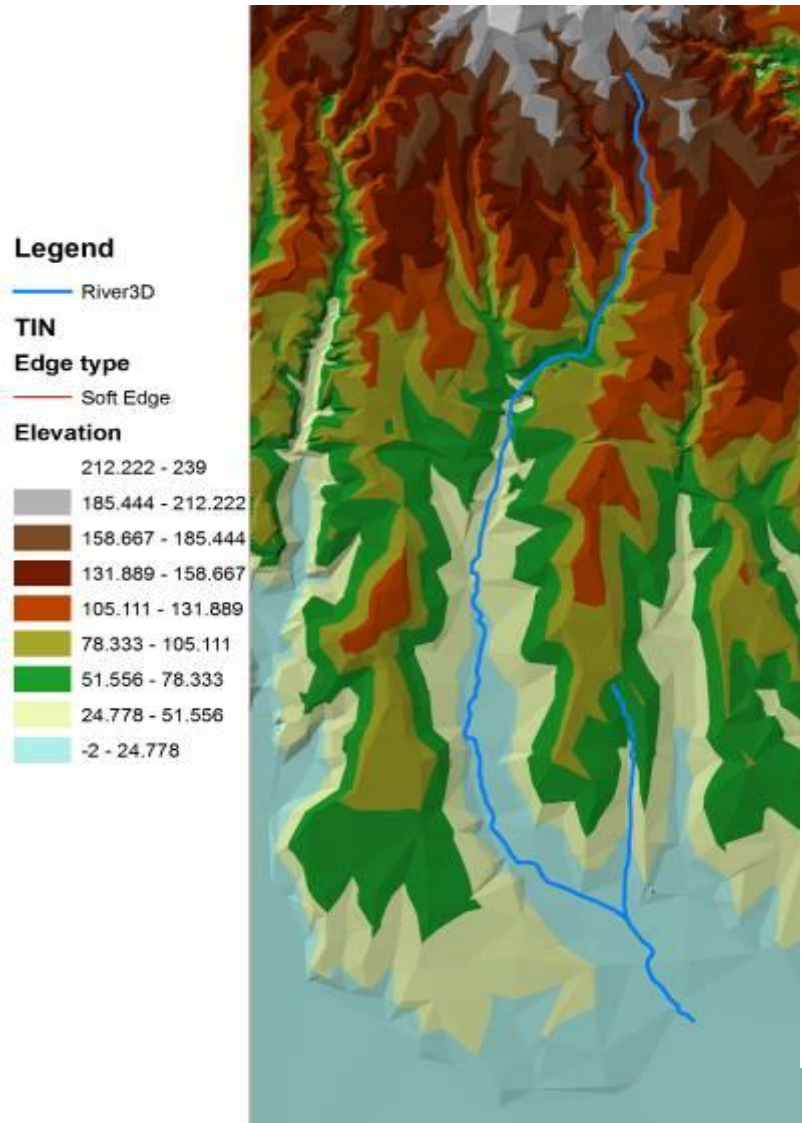 Legend
River3D
TIN
Edge type
Soft Edge
Elevation
212.222 - 239
185.444 - 212.222
158.667 - 185.444
131.889 - 158.667
105.111 - 131.889
78.333 - 105.111
51.556 - 78.333
24.778 - 51.556
-2 - 24.778